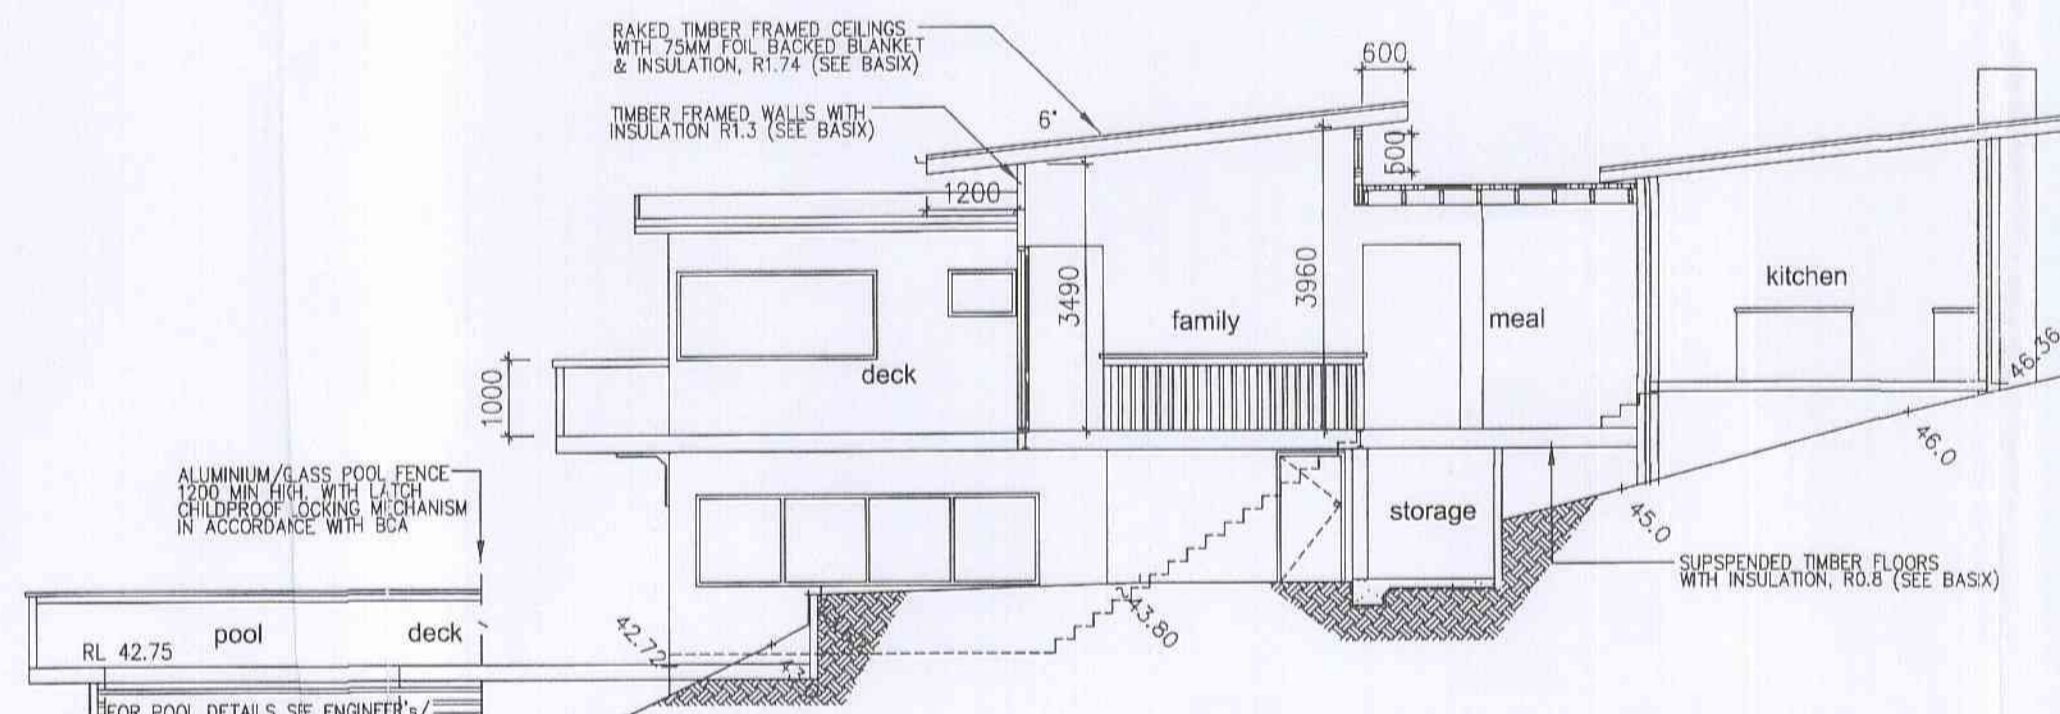 RAKED TIMBER FRAMED CEILINGS
WITH 75MM FOIL BACKED BLANKET
& INSULATION, R1.74 (SEE BASIX)
600
TIMBER FRAMED WALLS WITH
INSULATION R1.3 (SEE BASIX)
6°
500
1200
3490
3960
kitchen
family
meal
deck
1000
46.36
46.0
ALUMINIUM/GLASS POOL FENCE
1200 MIN HIGH. WITH LATCH
CHILDPROOF LOCKING MECHANISM
IN ACCORDANCE WITH BCA
storage
45.0
SUPSPENDED TIMBER FLOORS
WITH INSULATION, R0.8 (SEE BASIX)
pool deck
RL 42.75
42.72
43.80
FOR POOL DETAILS SEE ENGINEER's/